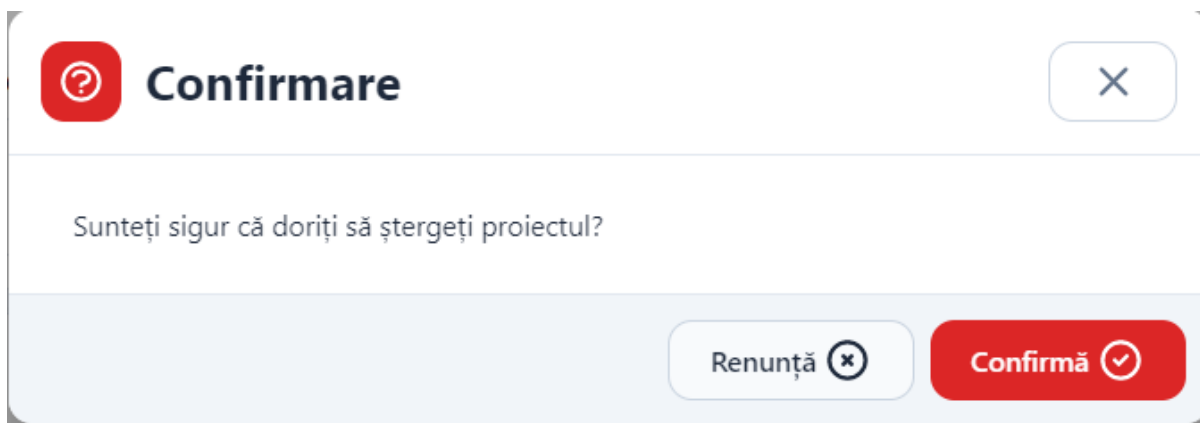 Confirmare
Sunteți sigur că doriți să ștergeți proiectul?
Renunță
Confirmă